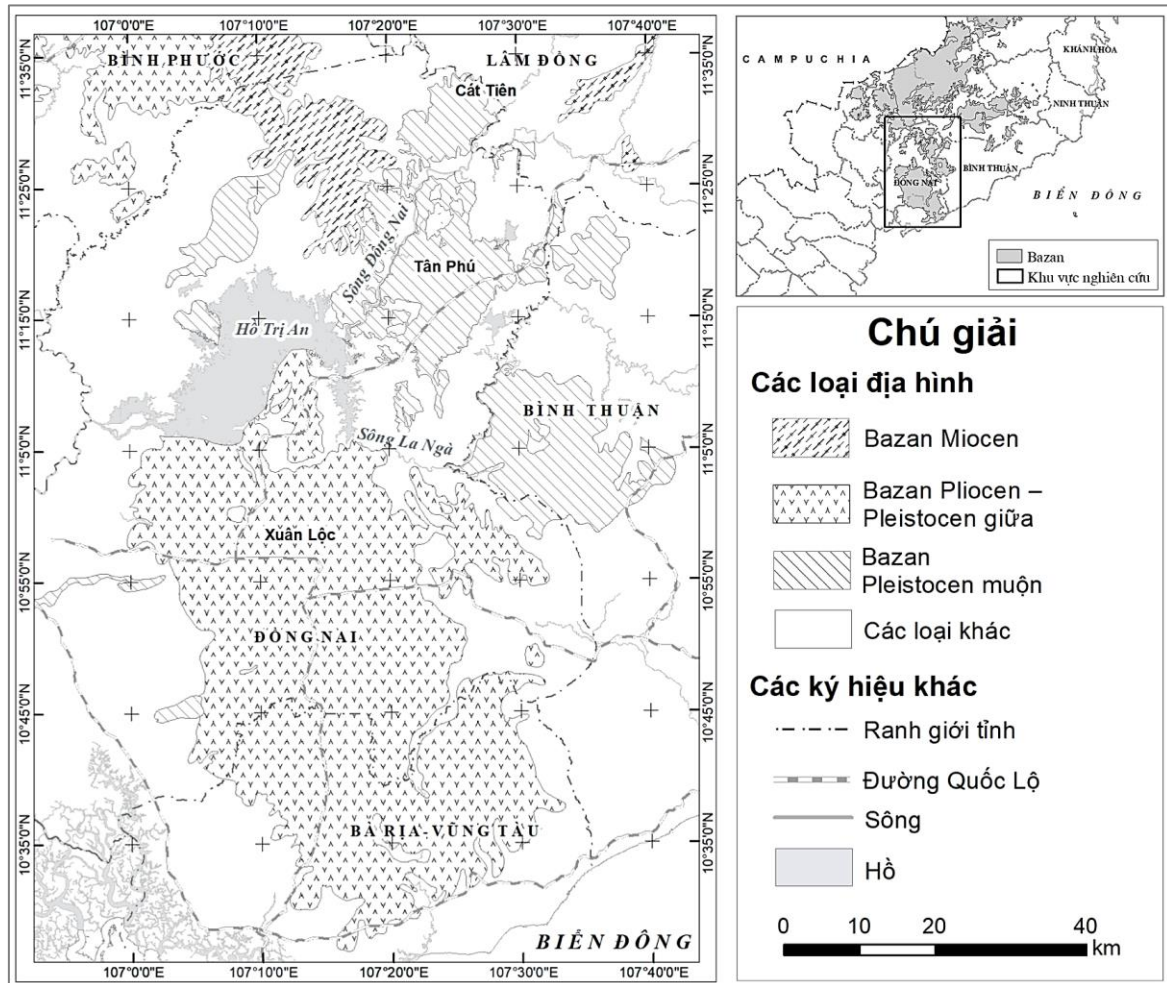 107°0'0"E 107°10'0"E 107°20'0"E 107°30'0"E 107°40'0"E
11°35'0"N
11°25'0"N
11°15'0"N
11°5'0"N
10°55'0"N
10°45'0"N
10°35'0"N
BÌNH PHƯỚC
LÂM ĐỒNG
Cát Tiên
Sông Đồng Nai
Tân Phú
Hồ Trị An
BÌNH THUẬN
Sông La Ngà
Xuân Lộc
ĐỒNG NAI
BÀ RỊA-VŨNG TÀU
BIỂN ĐÔNG
11°35'0"N
11°25'0"N
11°15'0"N
11°5'0"N
10°55'0"N
10°45'0"N
10°35'0"N
107°0'0"E 107°10'0"E 107°20'0"E 107°30'0"E 107°40'0"E
CAMPUCHIA
KHÁNH HÒA
NINH THUẬN
BÌNH THUẬN
ĐỒNG NAI
BIỂN ĐÔNG
Bazan
Khu vực nghiên cứu
Chú giải
Các loại địa hình
Bazan Miocen
Bazan Pliocen –
Pleistocen giữa
Bazan
Pleistocen muộn
Các loại khác
Các ký hiệu khác
Ranh giới tỉnh
Đường Quốc Lộ
Sông
Hồ
0 10 20 40
km